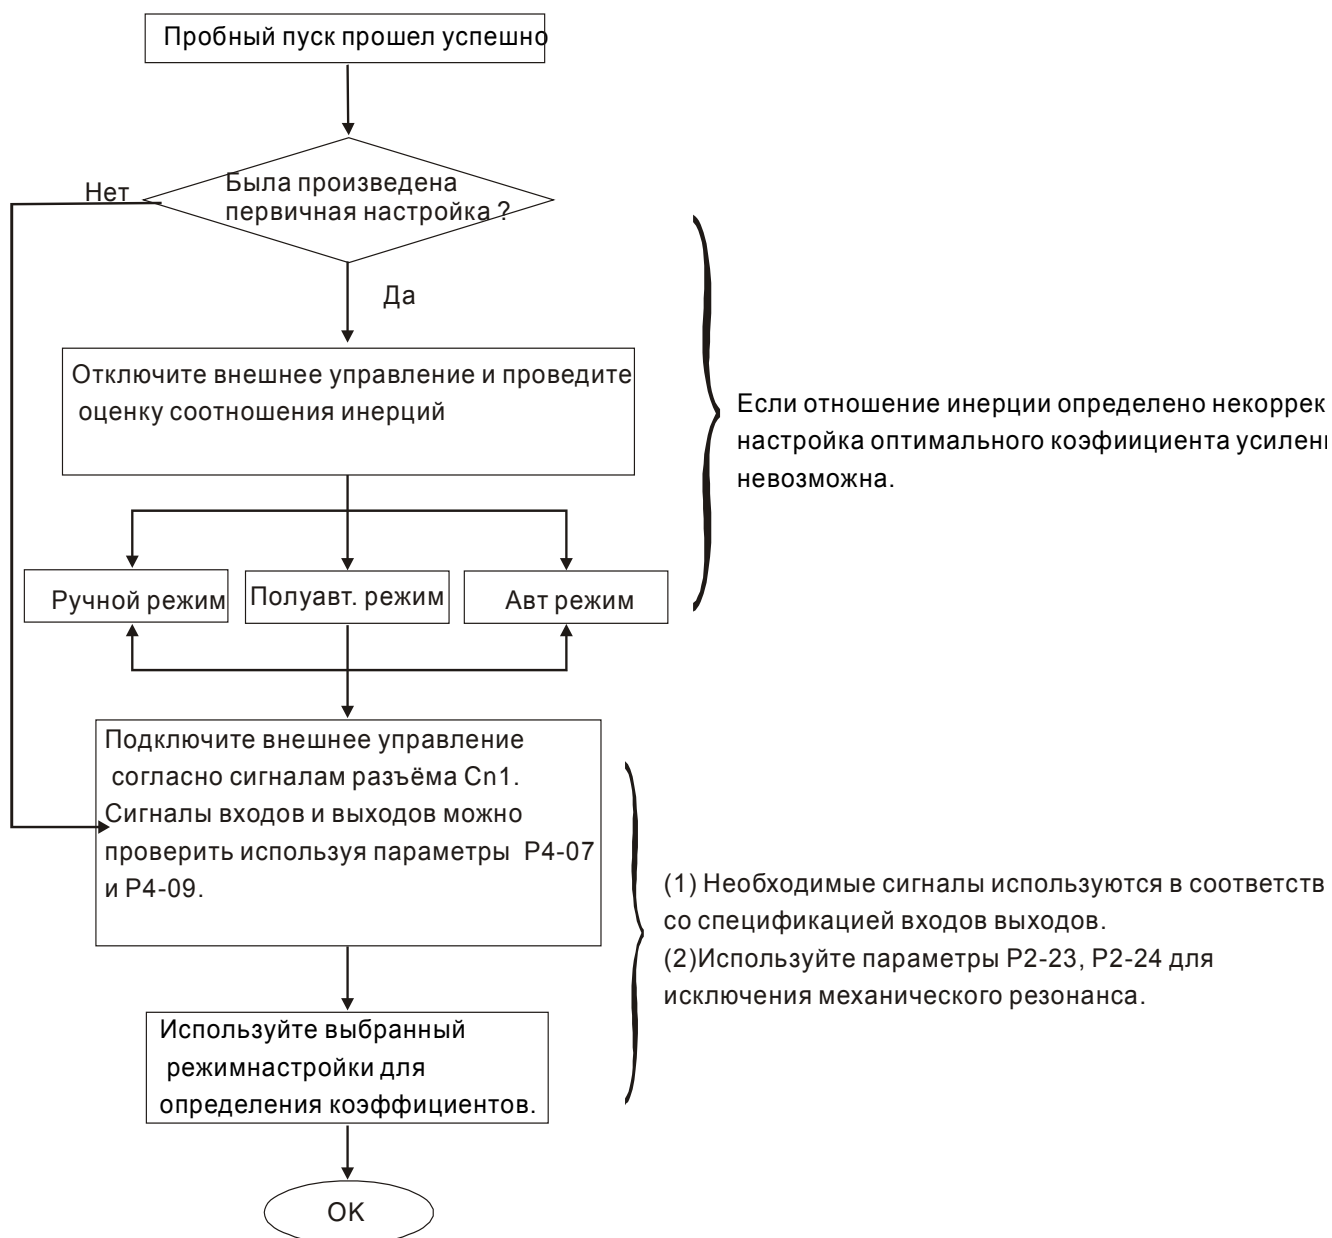 Пробный пуск прошел успешно
Нет
Была произведена
первичная настройка ?
Да
Отключите внешнее управление и проведите
оценку соотношения инерций
Если отношение инерции определено некоррек
настройка оптимального коэфиициента усилен
невозможна.
Ручной режим
Полуавт. режим
Авт режим
Подключите внешнее управление
согласно сигналам разъёма Cn1.
Сигналы входов и выходов можно
проверить используя параметры P4-07
и P4-09.
(1) Необходимые сигналы используются в соответств
со спецификацией входов выходов.
(2)Используйте параметры P2-23, P2-24 для
исключения механического резонанса.
Используйте выбранный
режимнастройки для
определения коэффициентов.
OK